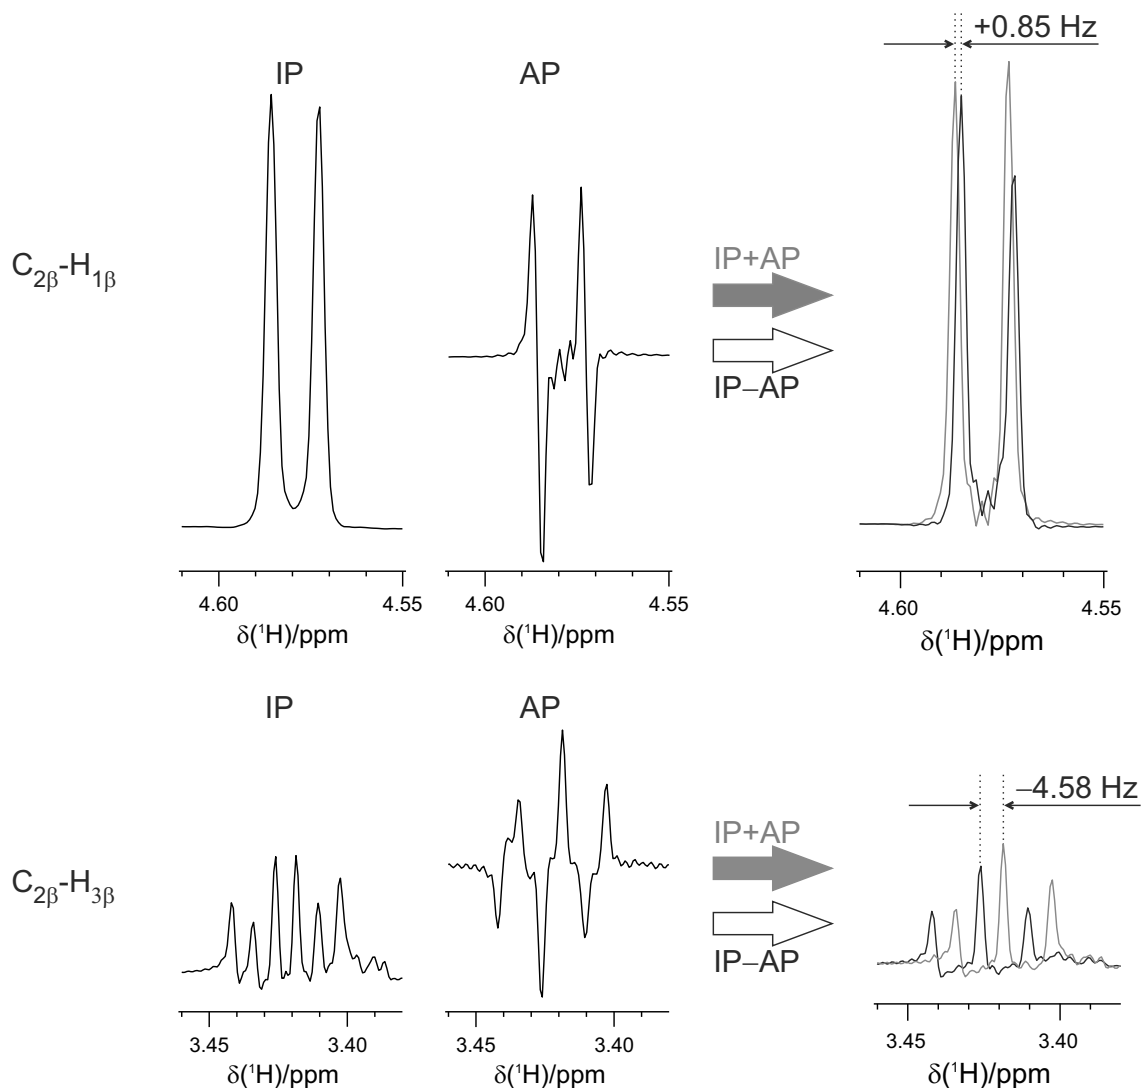 +0.85 Hz
IP
AP
C2β-H1β
IP+AP
IP−AP
4.60
4.55
4.60
4.55
4.60
4.55
δ(¹H)/ppm
δ(¹H)/ppm
δ(¹H)/ppm
IP
AP
−4.58 Hz
C2β-H3β
IP+AP
IP−AP
3.45
3.40
3.45
3.40
3.45
3.40
δ(¹H)/ppm
δ(¹H)/ppm
δ(¹H)/ppm